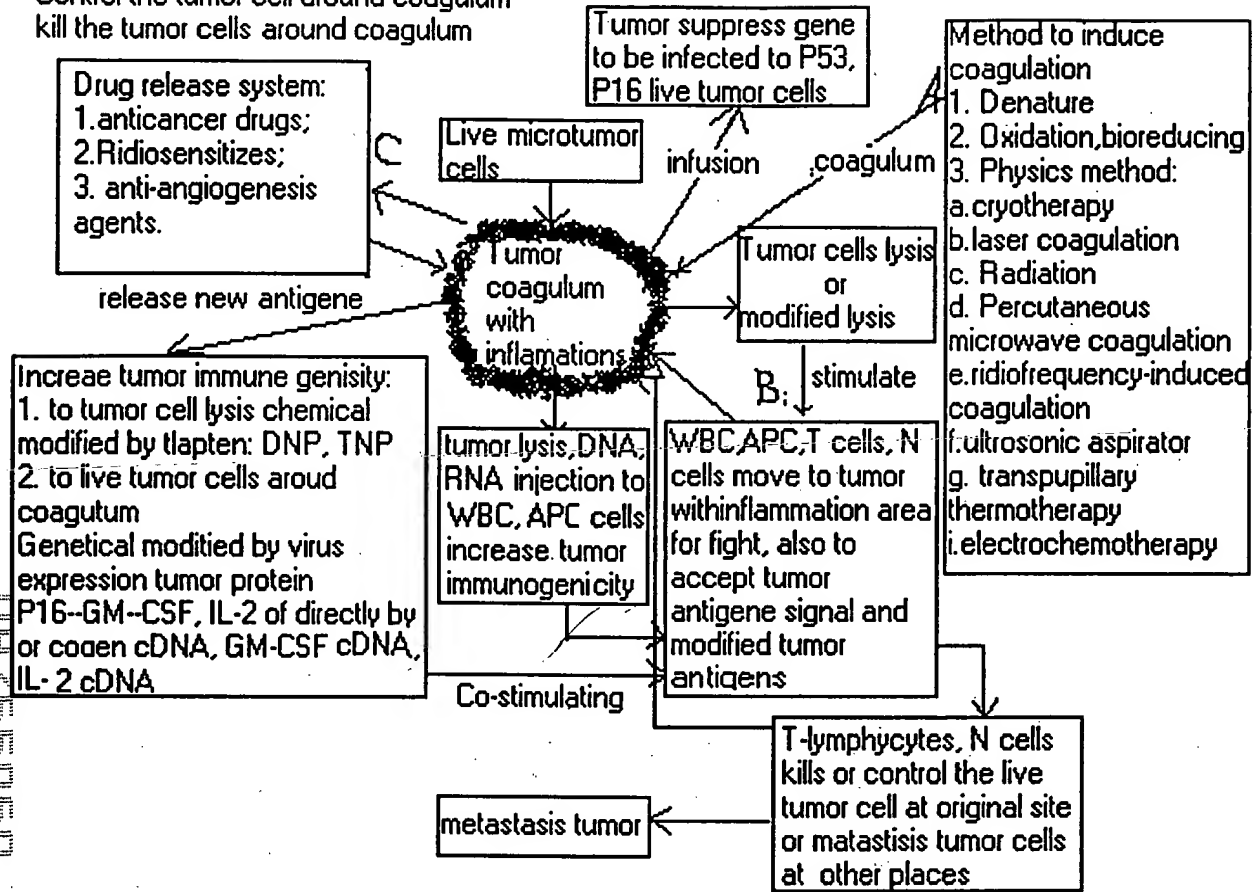 kill the tumor cells around coagulum
Drug release system:
1.anticancer drugs;
2.Ridiosensitizes;
3. anti-angiogenesis
agents.
C
Live microtumor
cells
Tumor suppress gene
to be infected to P53,
P16 live tumor cells
infusion
coagulum
A
Method to induce
coagulation
1. Denature
2. Oxidation,bioreducing
3. Physics method:
a.cryotherapy
b.laser coagulation
c. Radiation
d. Percutaneous
microwave coagulation
e.ridiofrequency-induced
coagulation
f.ultrosonic aspirator
g. transpupillary
thermotherapy
i.electrochemotherapy
Tumor
coagulum
with
inflamations
Tumor cells lysis
or
modified lysis
B:
stimulate
release new antigene
Increae tumor immune genisity:
1. to tumor cell lysis chemical
modified by tlapten: DNP, TNP
2. to live tumor cells aroud
coagutum
Genetical moditied by virus
expression tumor protein
P16--GM--CSF, IL-2 of directly by
or cogen cDNA, GM-CSF cDNA,
IL- 2 cDNA
tumor lysis,DNA,
RNA injection to
WBC, APC cells
increase tumor
immunogenicity
WBC,APC,T cells, N
cells move to tumor
withinflammation area
for fight, also to
accept tumor
antigene signal and
modified tumor
antigens
Co-stimulating
T-lymphycytes, N cells
kills or control the live
tumor cell at original site
or matastisis tumor cells
at other places
metastasis tumor